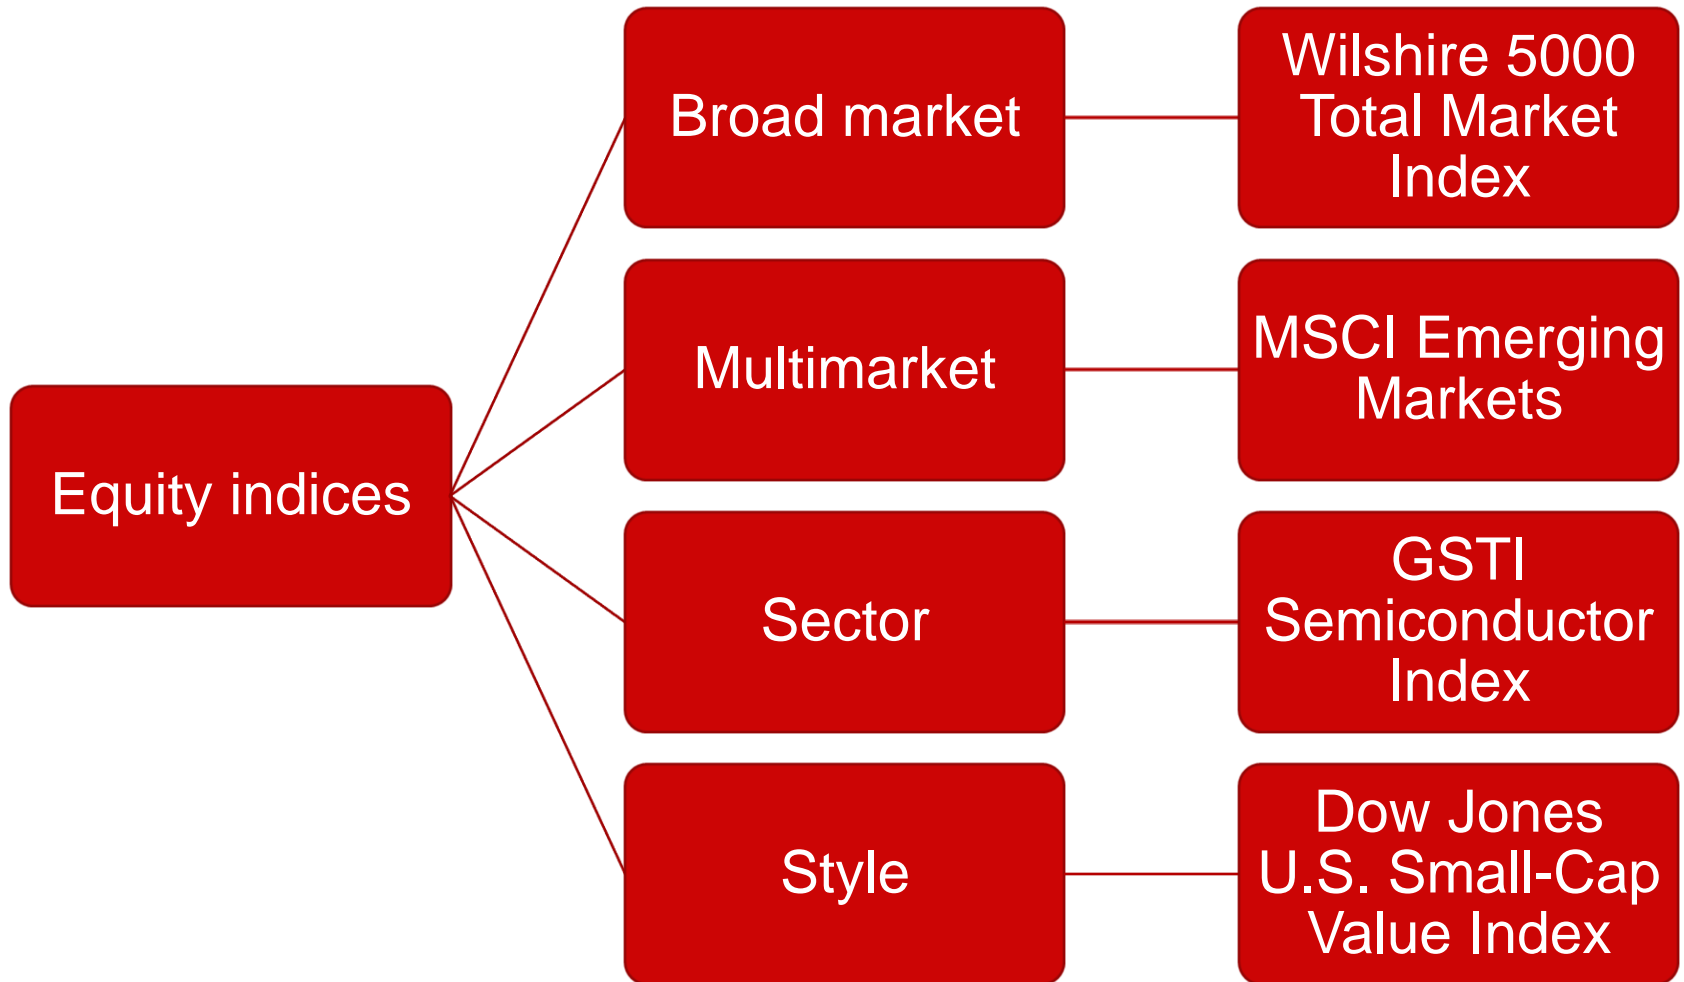 Equity indices
Broad market
Wilshire 5000
Total Market
Index
Multimarket
MSCI Emerging
Markets
Sector
GSTI
Semiconductor
Index
Style
Dow Jones
U.S. Small-Cap
Value Index